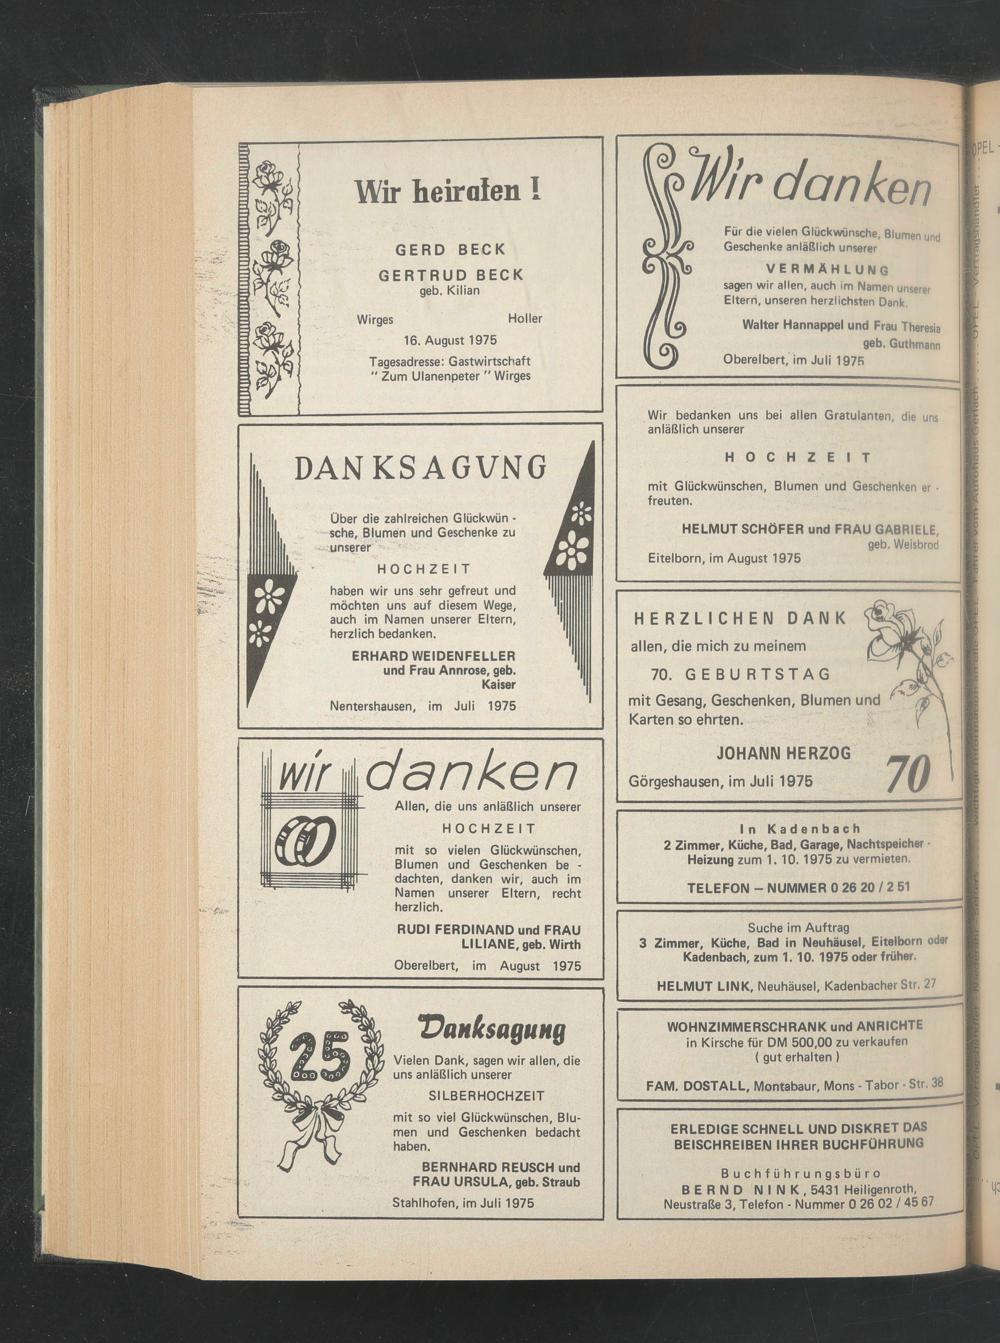 Wir heiraten !
GERD BECK
GERTRUD BECK
geb. Kilian
Wirges Holler
16. August 1975
Tagesadresse: Gastwirtschaft
" Zum Ulanenpeter " Wirges
DANKSAGVNG
Über die zahlreichen Glückwün -
sche, Blumen und Geschenke zu
unserer
HOCHZEIT
haben wir uns sehr gefreut und
möchten uns auf diesem Wege,
auch im Namen unserer Eltern,
herzlich bedanken.
ERHARD WEIDENFELLER
und Frau Annrose, geb.
Kaiser
Nentershausen, im Juli 1975
wir danken
Allen, die uns anläßlich unserer
HOCHZEIT
mit so vielen Glückwünschen,
Blumen und Geschenken be -
dachten, danken wir, auch im
Namen unserer Eltern, recht
herzlich.
RUDI FERDINAND und FRAU
LILIANE, geb. Wirth
Oberelbert, im August 1975
25
Danksagung
Vielen Dank, sagen wir allen, die
uns anläßlich unserer
SILBERHOCHZEIT
mit so viel Glückwünschen, Blu-
men und Geschenken bedacht
haben.
BERNHARD REUSCH und
FRAU URSULA, geb. Straub
Stahlhofen, im Juli 1975
Wir danken
Für die vielen Glückwünsche, Blumen und
Geschenke anläßlich unserer
VERMÄHLUNG
sagen wir allen, auch im Namen unserer
Eltern, unseren herzlichsten Dank.
Walter Hannappel und Frau Theresia
geb. Guthmann
Oberelbert, im Juli 1975
Wir bedanken uns bei allen Gratulanten, die uns
anläßlich unserer
H O C H Z E I T
mit Glückwünschen, Blumen und Geschenken er -
freuten.
HELMUT SCHÖFER und FRAU GABRIELE,
geb. Weisbrod
Eitelborn, im August 1975
HERZLICHEN DANK
allen, die mich zu meinem
70. GEBURTSTAG
mit Gesang, Geschenken, Blumen und
Karten so ehrten.
JOHANN HERZOG
Görgeshausen, im Juli 1975
70
In Kadenbach
2 Zimmer, Küche, Bad, Garage, Nachtspeicher -
Heizung zum 1. 10. 1975 zu vermieten.
TELEFON – NUMMER 0 26 20 / 2 51
Suche im Auftrag
3 Zimmer, Küche, Bad in Neuhäusel, Eitelborn oder
Kadenbach, zum 1. 10. 1975 oder früher.
HELMUT LINK, Neuhäusel, Kadenbacher Str. 27
WOHNZIMMERSCHRANK und ANRICHTE
in Kirsche für DM 500,00 zu verkaufen
( gut erhalten )
FAM. DOSTALL, Montabaur, Mons - Tabor - Str. 38
ERLEDIGE SCHNELL UND DISKRET DAS
BEISCHREIBEN IHRER BUCHFÜHRUNG
Buchführungsbüro
BERND NINK, 5431 Heiligenroth,
Neustraße 3, Telefon - Nummer 0 26 02 / 45 67
OPEL